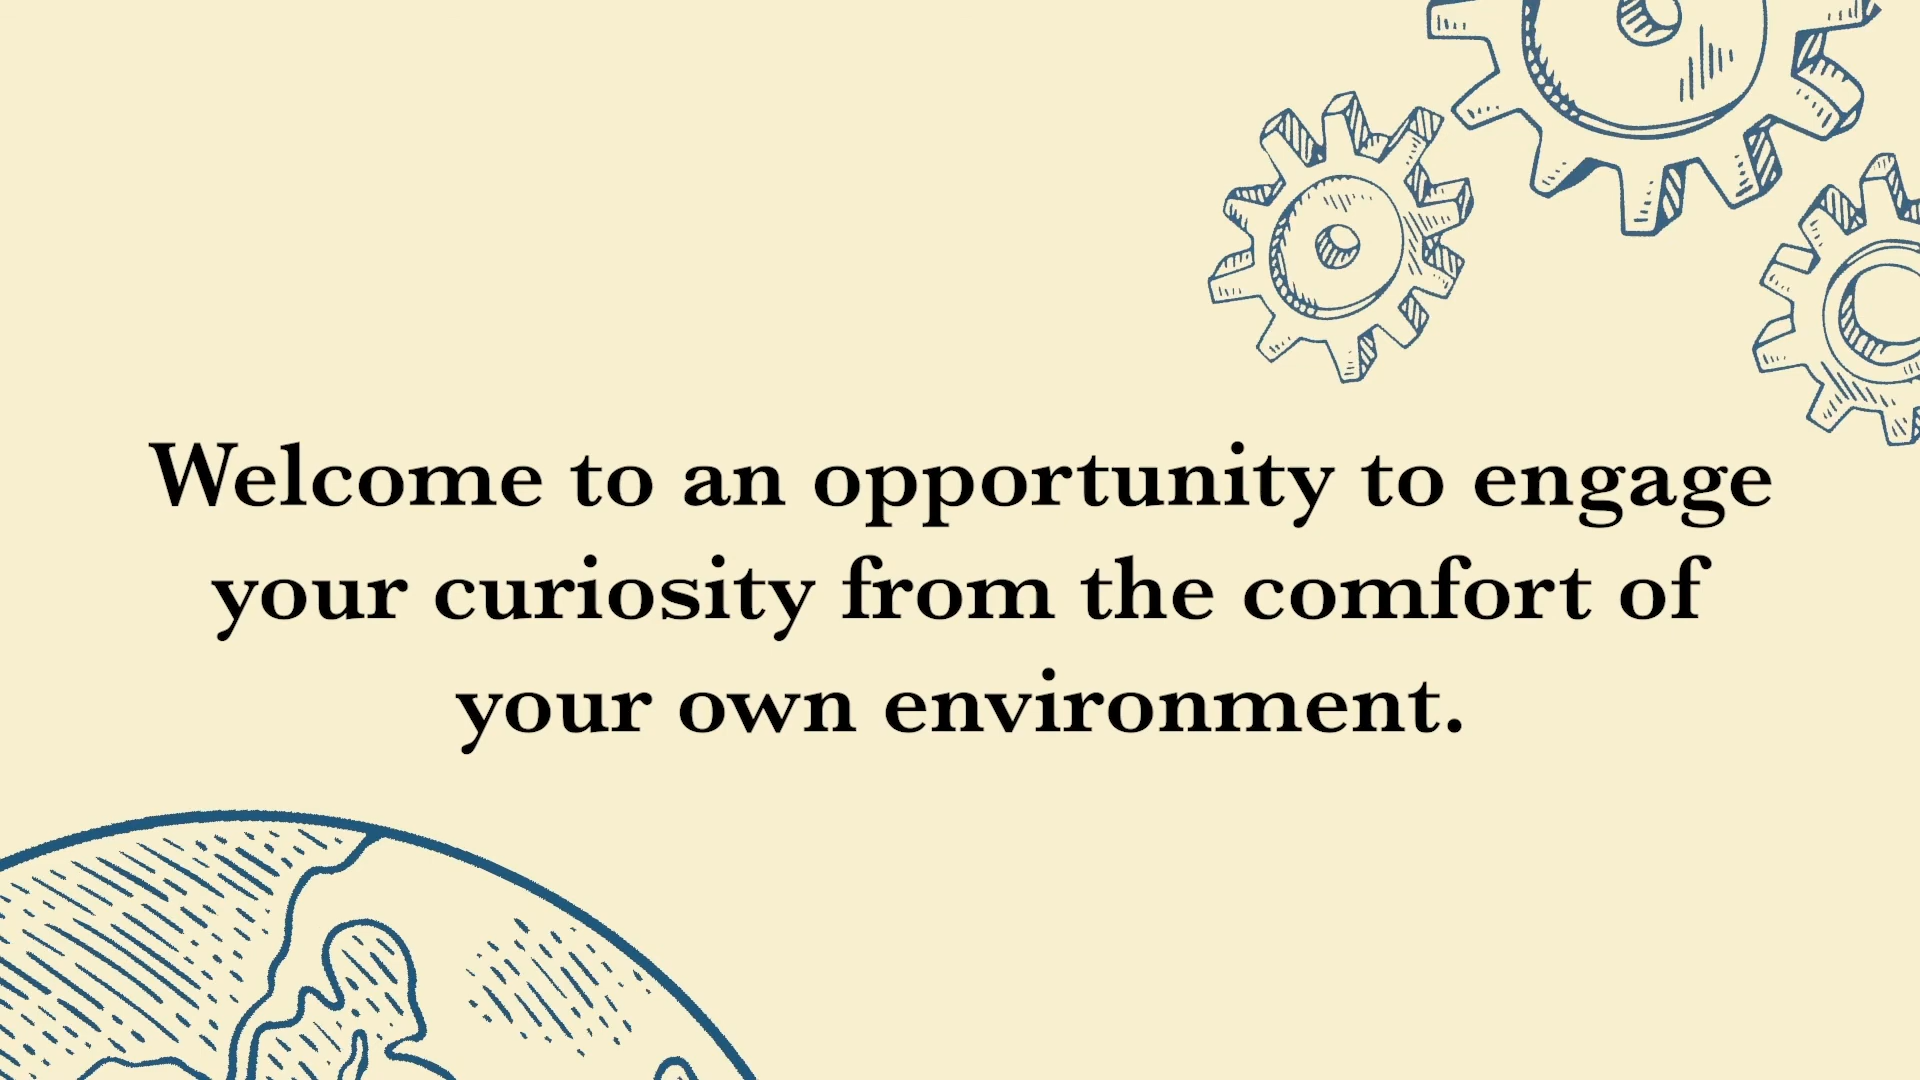 Welcome to an opportunity to engage
your curiosity from the comfort of
your own environment.